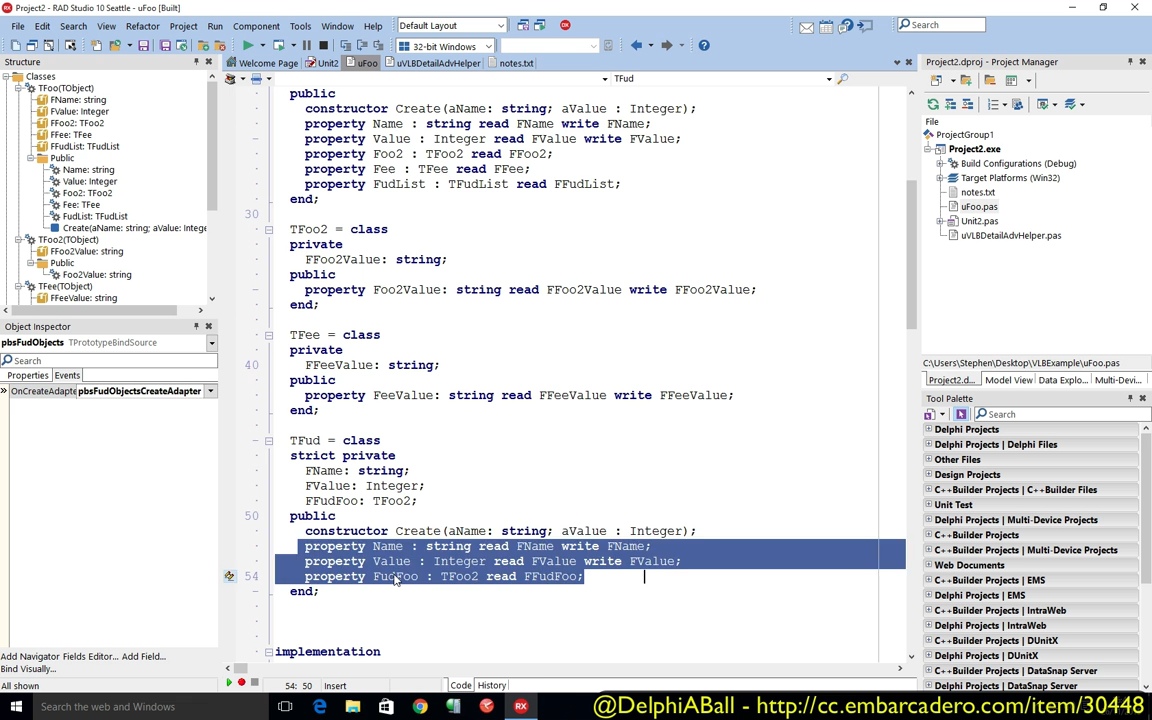 Project2 - RAD Studio 10 Seattle - uFoo [Built]
File Edit Search View Refactor Project Run Component Tools Window Help Default Layout Search
32-bit Windows
Structure
Classes
TFoo(TObject)
FName: string
FValue: Integer
FFoo2: TFoo2
FFee: TFee
FFudList: TFudList
Public
Name: string
Value: Integer
Foo2: TFoo2
Fee: TFee
FudList: TFudList
Create(aName: string; aValue: Intege
TFoo2(TObject)
FFoo2Value: string
Public
Foo2Value: string
TFee(TObject)
FFeeValue: string
Object Inspector
pbsFudObjects TPrototypeBindSource
Search
Properties Events
OnCreateAdapte pbsFudObjectsCreateAdapter
Add Navigator Fields Editor... Add Field...
Bind Visually...
All shown
Welcome Page Unit2 uFoo uVLBDetailAdvHelper notes.txt
TFud
public
constructor Create(aName: string; aValue : Integer);
property Name : string read FName write FName;
property Value : Integer read FValue write FValue;
property Foo2 : TFoo2 read FFoo2;
property Fee : TFee read FFee;
property FudList : TFudList read FFudList;
end;
30
TFoo2 = class
private
FFoo2Value: string;
public
property Foo2Value: string read FFoo2Value write FFoo2Value;
end;
TFee = class
private
40 FFeeValue: string;
public
property FeeValue: string read FFeeValue write FFeeValue;
end;
TFud = class
strict private
FName: string;
FValue: Integer;
FFudFoo: TFoo2;
50 public
constructor Create(aName: string; aValue : Integer);
property Name : string read FName write FName;
property Value : Integer read FValue write FValue;
54 property FudFoo : TFoo2 read FFudFoo;
end;
implementation
54: 50 Insert Code History
Project2.dproj - Project Manager
File
ProjectGroup1
Project2.exe
Build Configurations (Debug)
Target Platforms (Win32)
notes.txt
uFoo.pas
Unit2.pas
uVLBDetailAdvHelper.pas
C:\Users\Stephen\Desktop\VLBExample\uFoo.pas
Project2.d... Model View Data Explo... Multi-Devi...
Tool Palette
Search
Delphi Projects
Delphi Projects | Delphi Files
Other Files
Design Projects
C++Builder Projects | C++Builder Files
Unit Test
Delphi Projects | Multi-Device Projects
C++Builder Projects
C++Builder Projects | Multi-Device Projects
Web Documents
C++Builder Projects | EMS
Delphi Projects | EMS
C++Builder Projects | IntraWeb
Delphi Projects | IntraWeb
C++Builder Projects | DUnitX
Delphi Projects | DUnitX
C++Builder Projects | DataSnap Server
Delphi Projects | DataSnap Server
Search the web and Windows
@DelphiABall - http://cc.embarcadero.com/item/30448